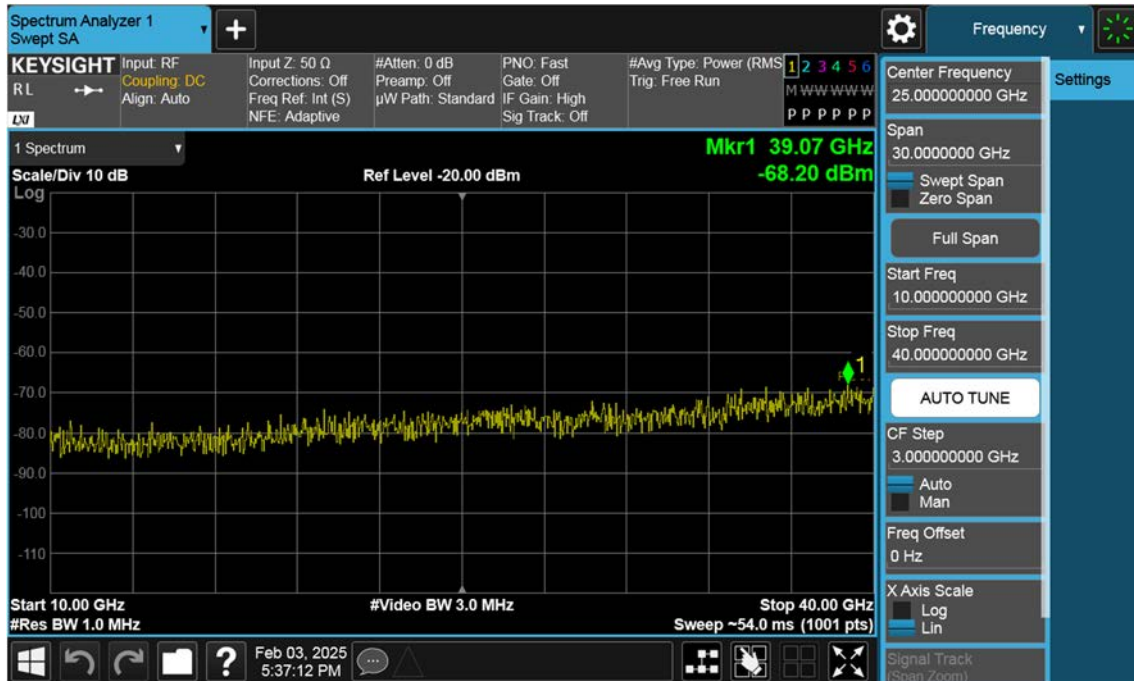 Spectrum Analyzer 1
Swept SA
Frequency
KEYSIGHT
RL
LXI
Input: RF
Coupling: DC
Align: Auto
Input Z: 50 Ω
Corrections: Off
Freq Ref: Int (S)
NFE: Adaptive
#Atten: 0 dB
Preamp: Off
µW Path: Standard
PNO: Fast
Gate: Off
IF Gain: High
Sig Track: Off
#Avg Type: Power (RMS
Trig: Free Run
1 2 3 4 5 6
M W W W W W
P P P P P P
1 Spectrum
Scale/Div 10 dB
Ref Level -20.00 dBm
Mkr1 39.07 GHz
-68.20 dBm
Log
-30.0
-40.0
-50.0
-60.0
-70.0
-80.0
-90.0
-100
-110
1
Start 10.00 GHz
#Video BW 3.0 MHz
Stop 40.00 GHz
#Res BW 1.0 MHz
Sweep ~54.0 ms (1001 pts)
Feb 03, 2025
5:37:12 PM
Center Frequency
25.000000000 GHz
Span
30.0000000 GHz
Swept Span
Zero Span
Full Span
Start Freq
10.000000000 GHz
Stop Freq
40.000000000 GHz
AUTO TUNE
CF Step
3.000000000 GHz
Auto
Man
Freq Offset
0 Hz
X Axis Scale
Log
Lin
Signal Track
(Span Zoom)
Settings